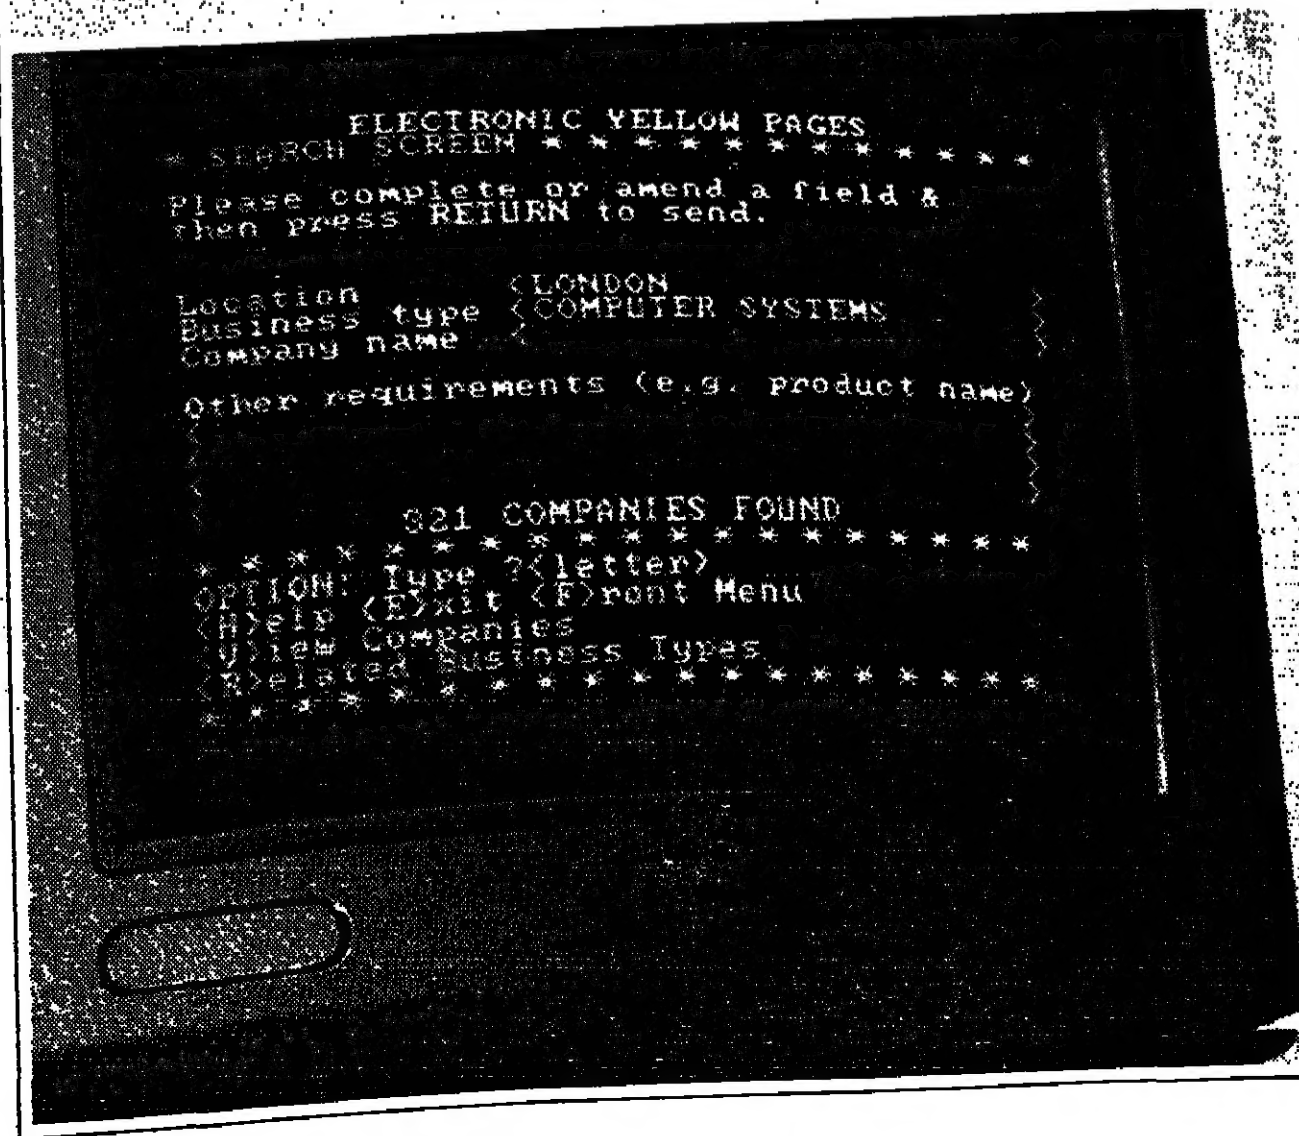 ELECTRONIC YELLOW PAGES
* SEARCH SCREEN * * * * * * * * * * *
Please complete or amend a field &
then press RETURN to send.
Location <LONDON >
Business type <COMPUTER SYSTEMS >
Company name < >
Other requirements (e.g. product name)
< >
< >
< >
< >
321 COMPANIES FOUND
* * * * * * * * * * * * * * * * * *
OPTION: Type ?<letter>
<H>elp <E>xit <F>ront Menu
<V>iew Companies
<R>elated Business Types
* * * * * * * * * * * * * * * * * *